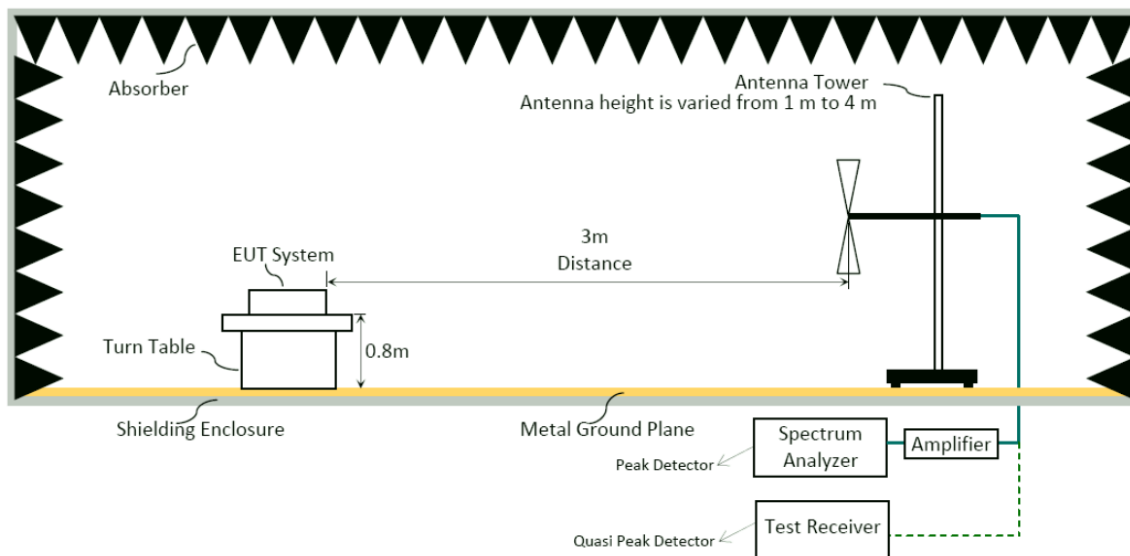 Absorber
Antenna Tower
Antenna height is varied from 1 m to 4 m
3m
Distance
EUT System
Turn Table
0.8m
Shielding Enclosure
Metal Ground Plane
Spectrum
Analyzer
Amplifier
Peak Detector
Test Receiver
Quasi Peak Detector